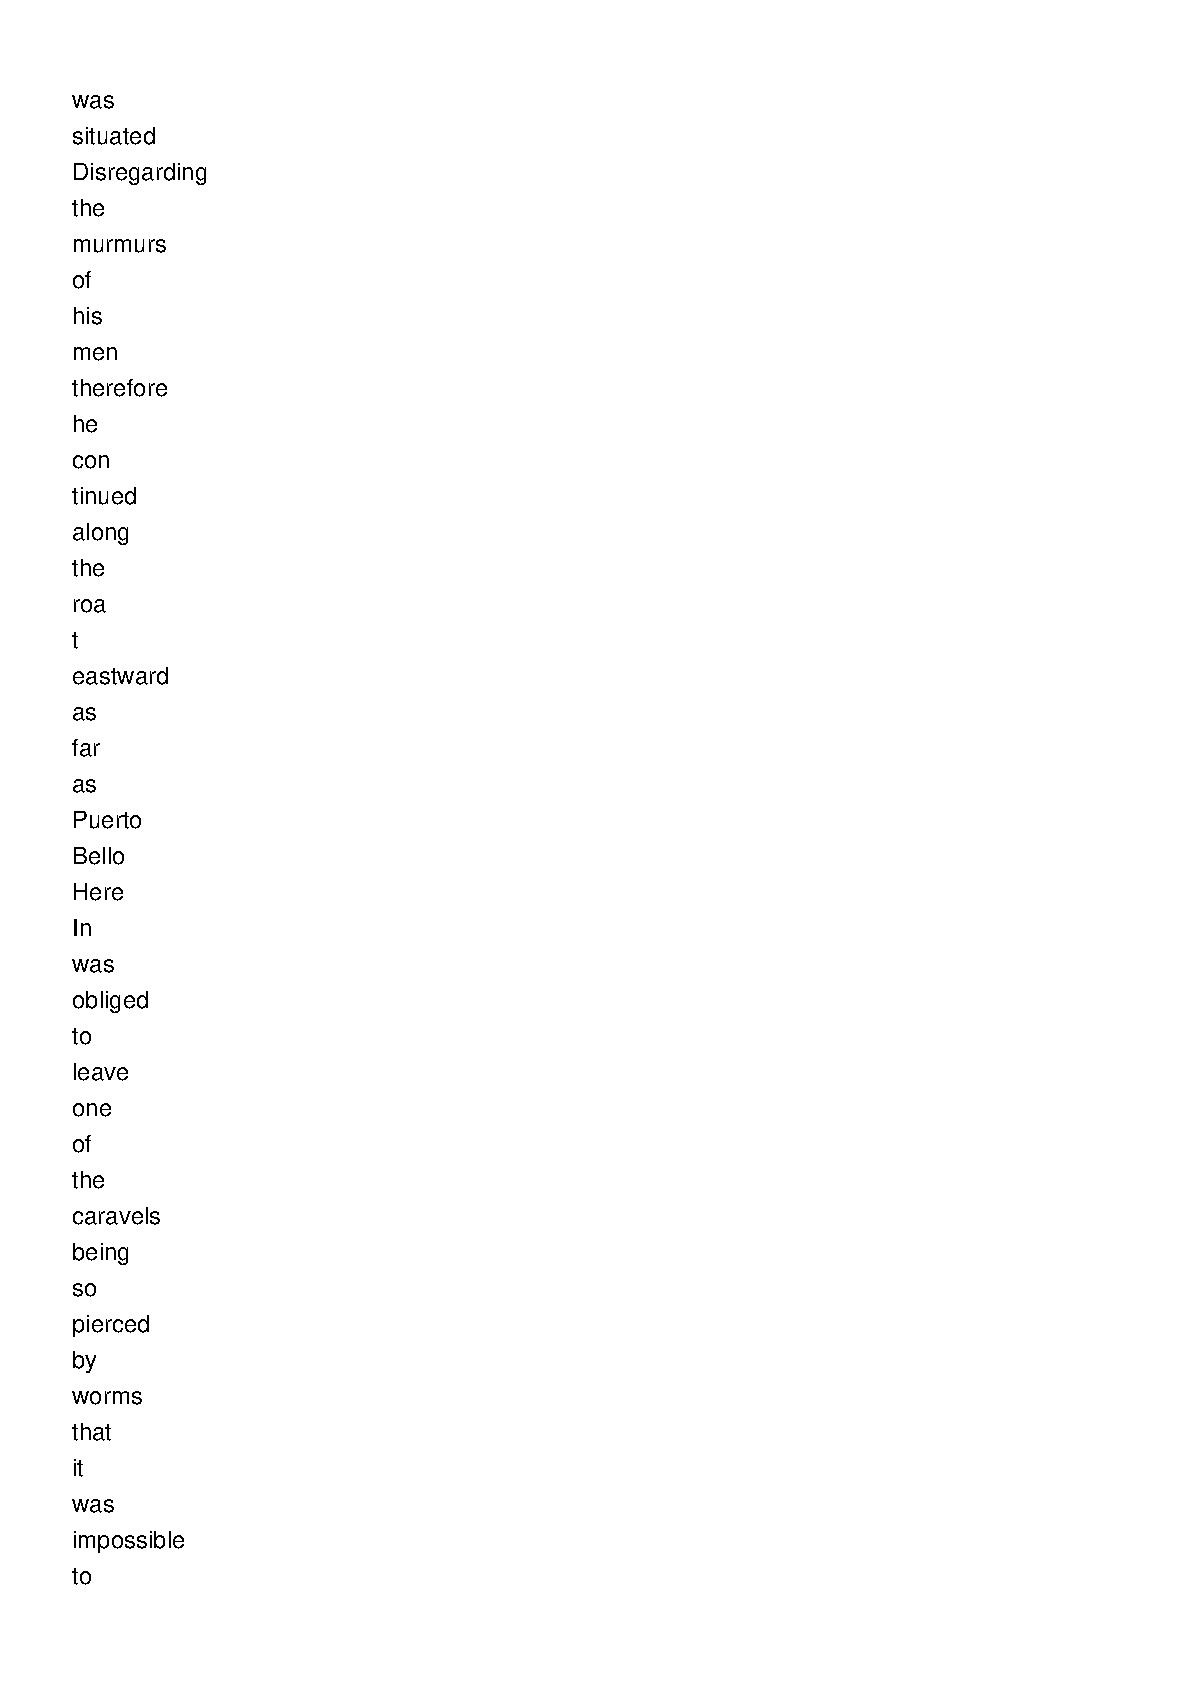 was
situated
Disregarding
the
murmurs
of
his
men
therefore
he
con
tinued
along
the
roa
t
eastward
as
far
as
Puerto
Bello
Here
In
was
obliged
to
leave
one
of
the
caravels
being
so
pierced
by
worms
that
it
was
impossible
to